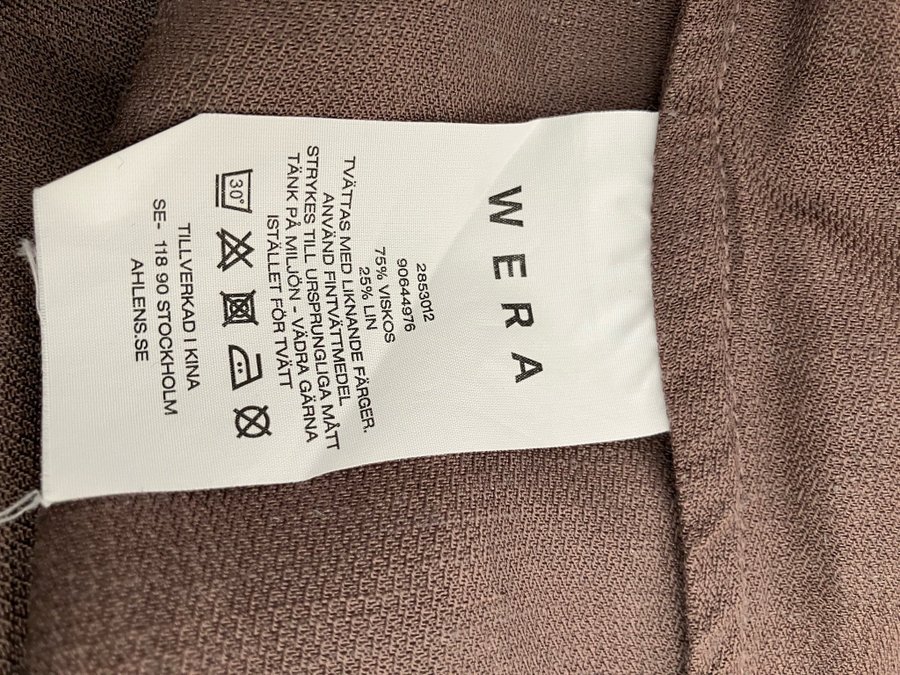 WERA
2853012
90644976
75% VISKOS
25% LIN
TVÄTTAS MED LIKNANDE FÄRGER.
ANVÄND FINTVÄTTMEDEL
STRYKES TILL URSPRUNGLIGA MÅTT
TÄNK PÅ MILJÖN - VÄDRA GÄRNA
ISTÄLLET FÖR TVÄTT
30°
TILLVERKAD I KINA
SE- 118 90 STOCKHOLM
AHLENS.SE